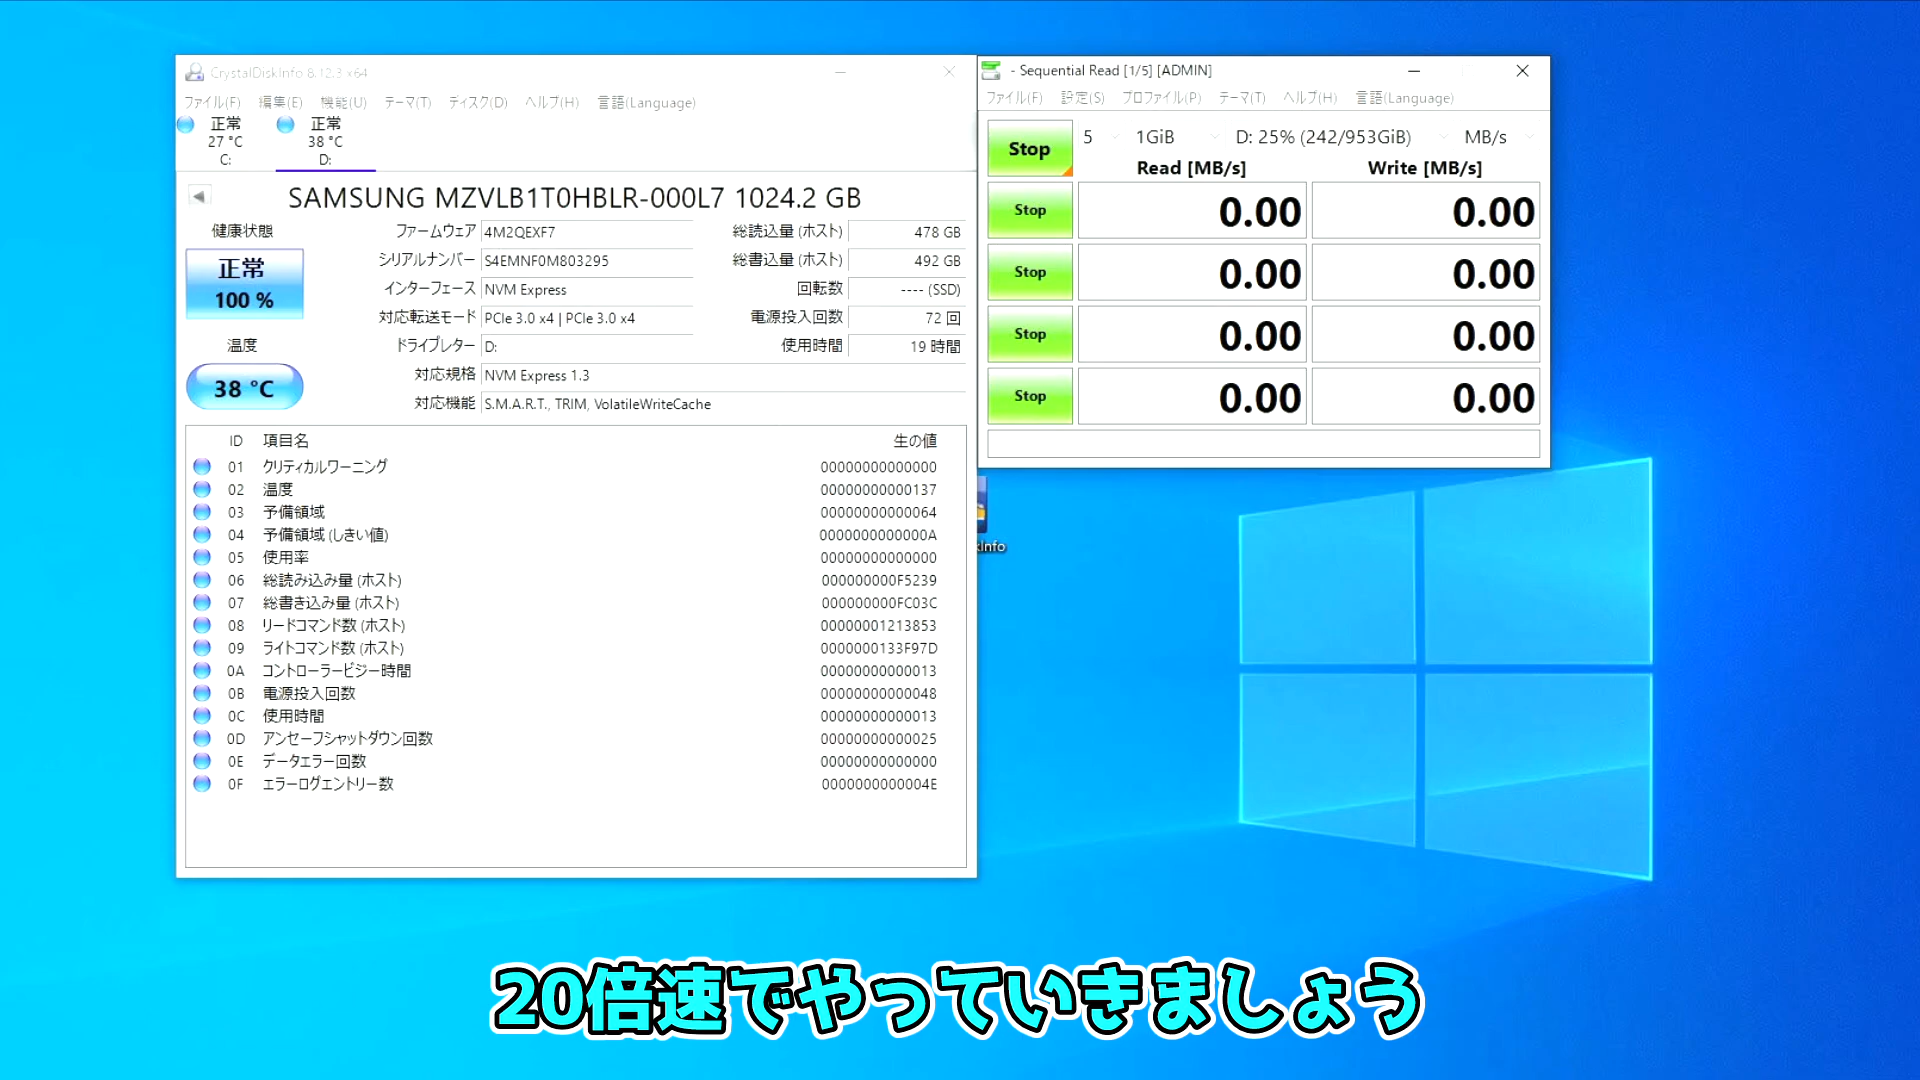 CrystalDiskInfo 8.12.3 x64
ファイル(F) 編集(E) 機能(U) テーマ(T) ディスク(D) ヘルプ(H) 言語(Language)
正常 正常
27 °C 38 °C
C: D:
SAMSUNG MZVLB1T0HBLR-000L7 1024.2 GB
健康状態
正常
100 %
温度
38 °C
ファームウェア 4M2QEXF7
シリアルナンバー S4EMNF0M803295
インターフェース NVM Express
対応転送モード PCIe 3.0 x4 | PCIe 3.0 x4
ドライブレター D:
対応規格 NVM Express 1.3
対応機能 S.M.A.R.T., TRIM, VolatileWriteCache
総読込量 (ホスト) 478 GB
総書込量 (ホスト) 492 GB
回転数 ---- (SSD)
電源投入回数 72 回
使用時間 19 時間
ID 項目名 生の値
01 クリティカルワーニング 00000000000000
02 温度 00000000000137
03 予備領域 00000000000064
04 予備領域 (しきい値) 0000000000000A
05 使用率 00000000000000
06 総読み込み量 (ホスト) 000000000F5239
07 総書き込み量 (ホスト) 000000000FC03C
08 リードコマンド数 (ホスト) 00000001213853
09 ライトコマンド数 (ホスト) 0000000133F97D
0A コントローラービジー時間 00000000000013
0B 電源投入回数 00000000000048
0C 使用時間 00000000000013
0D アンセーフシャットダウン回数 00000000000025
0E データエラー回数 00000000000000
0F エラーログエントリー数 0000000000004E
- Sequential Read [1/5] [ADMIN]
ファイル(F) 設定(S) プロファイル(P) テーマ(T) ヘルプ(H) 言語(Language)
Stop 5 1GiB D: 25% (242/953GiB) MB/s
Read [MB/s] Write [MB/s]
Stop 0.00 0.00
Stop 0.00 0.00
Stop 0.00 0.00
Stop 0.00 0.00
kInfo
20倍速でやっていきましょう